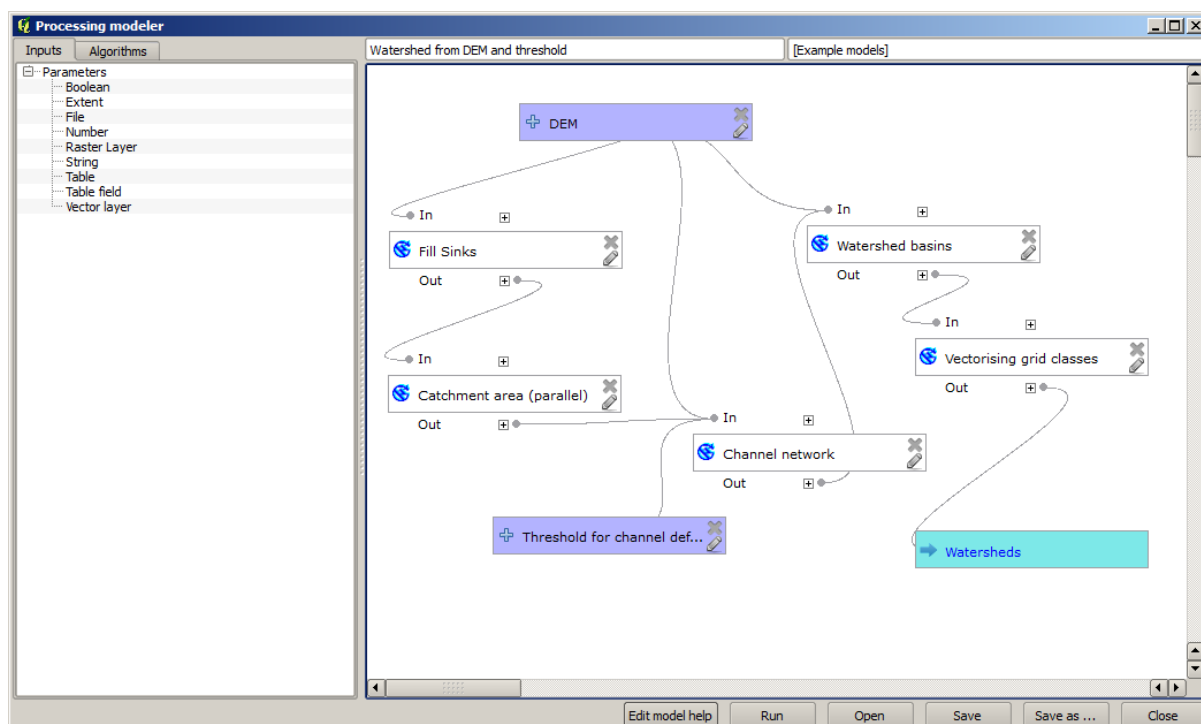 Processing modeler
Inputs Algorithms
Watershed from DEM and threshold [Example models]
Parameters
Boolean
Extent
File
Number
Raster Layer
String
Table
Table field
Vector layer
DEM
In
In
Fill Sinks
Watershed basins
Out
Out
In
In
Vectorising grid classes
Catchment area (parallel)
Out
Out
In
Channel network
Out
Threshold for channel def...
Watersheds
Edit model help Run Open Save Save as ... Close